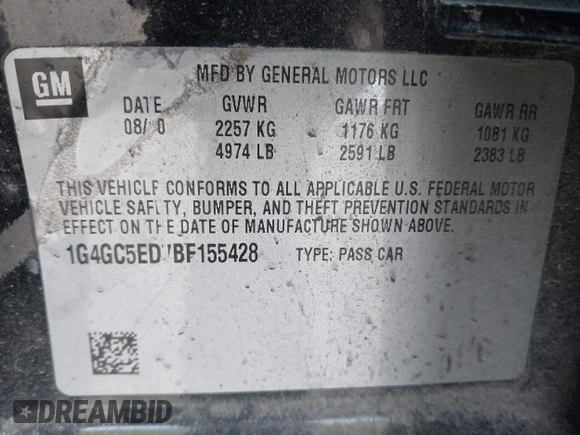 GM
MFD BY GENERAL MOTORS LLC
DATE GVWR GAWR FRT GAWR RR
08/10 2257 KG 1176 KG 1081 KG
4974 LB 2591 LB 2383 LB
THIS VEHICLE CONFORMS TO ALL APPLICABLE U.S. FEDERAL MOTOR
VEHICLE SAFETY, BUMPER, AND THEFT PREVENTION STANDARDS IN
EFFECT ON THE DATE OF MANUFACTURE SHOWN ABOVE.
TYPE: PASS CAR
DREAMBID